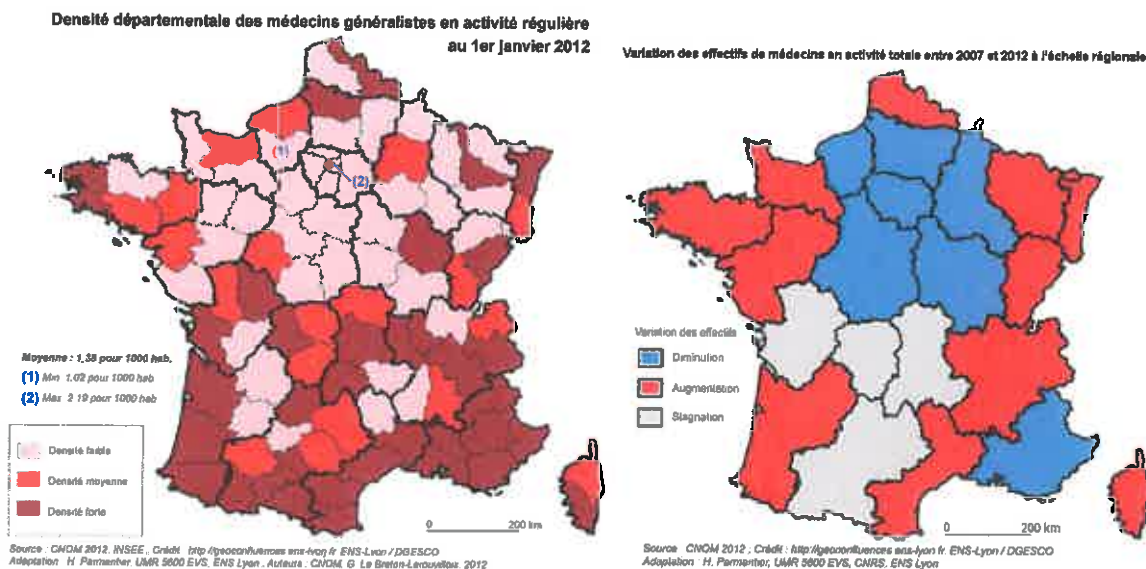 Densité départementale des médecins généralistes en activité régulière
au 1er janvier 2012
(1)
(2)
Moyenne : 1,38 pour 1000 hab.
(1) Min 1.02 pour 1000 hab
(2) Max 2 19 pour 1000 hab
Densité faible
Densité moyenne
Densité forte
0 200 km
Source : CNOM 2012, INSEE, Crédit http://geoconfluences ens-lyon fr ENS-Lyon / DGESCO
Adaptation H. Parmentier, UMR 5600 EVS, ENS Lyon. Auteurs : CNOM, G Le Breton-Lerouvillois, 2012
Variation des effectifs de médecins en activité totale entre 2007 et 2012 à l'échelle régionale
Variation des effectifs
Diminution
Augmentation
Stagnation
0 200 km
Source CNOM 2012 ; Crédit : http://geoconfluences ens-lyon fr ENS-Lyon / DGESCO
Adaptation : H. Parmentier, UMR 5600 EVS, CNRS, ENS Lyon